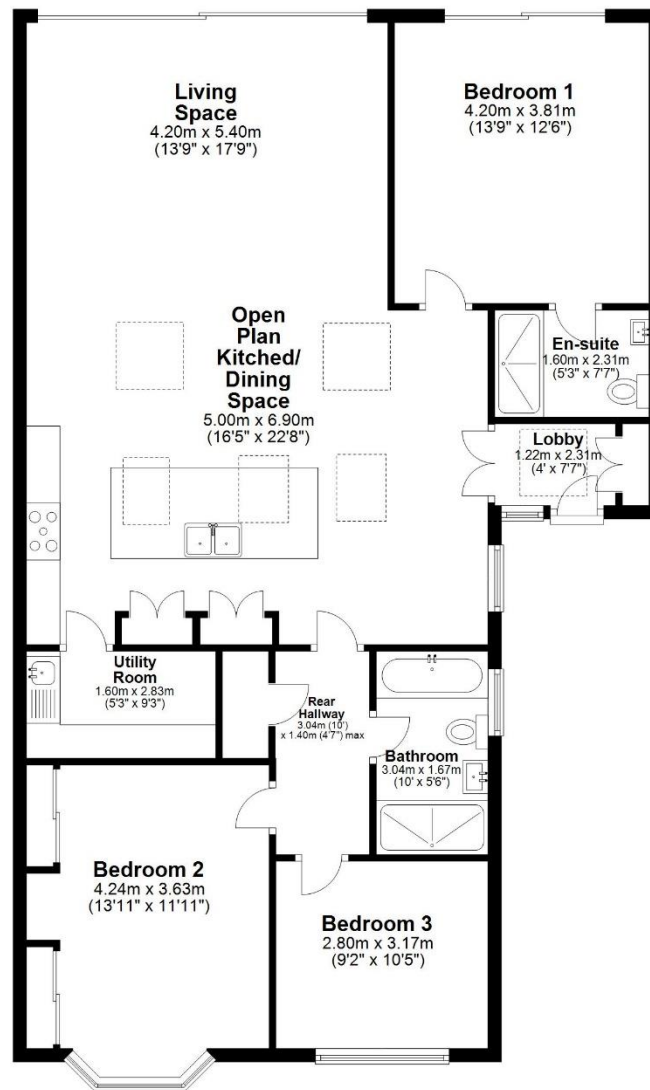 Living
Space
4.20m x 5.40m
(13'9" x 17'9")
Bedroom 1
4.20m x 3.81m
(13'9" x 12'6")
Open
Plan
Kitched/
Dining
Space
5.00m x 6.90m
(16'5" x 22'8")
En-suite
1.60m x 2.31m
(5'3" x 7'7")
Lobby
1.22m x 2.31m
(4' x 7'7")
Utility
Room
1.60m x 2.83m
(5'3" x 9'3")
Rear
Hallway
3.04m (10')
x 1.40m (4'7") max
Bathroom
3.04m x 1.67m
(10' x 5'6")
Bedroom 2
4.24m x 3.63m
(13'11" x 11'11")
Bedroom 3
2.80m x 3.17m
(9'2" x 10'5")